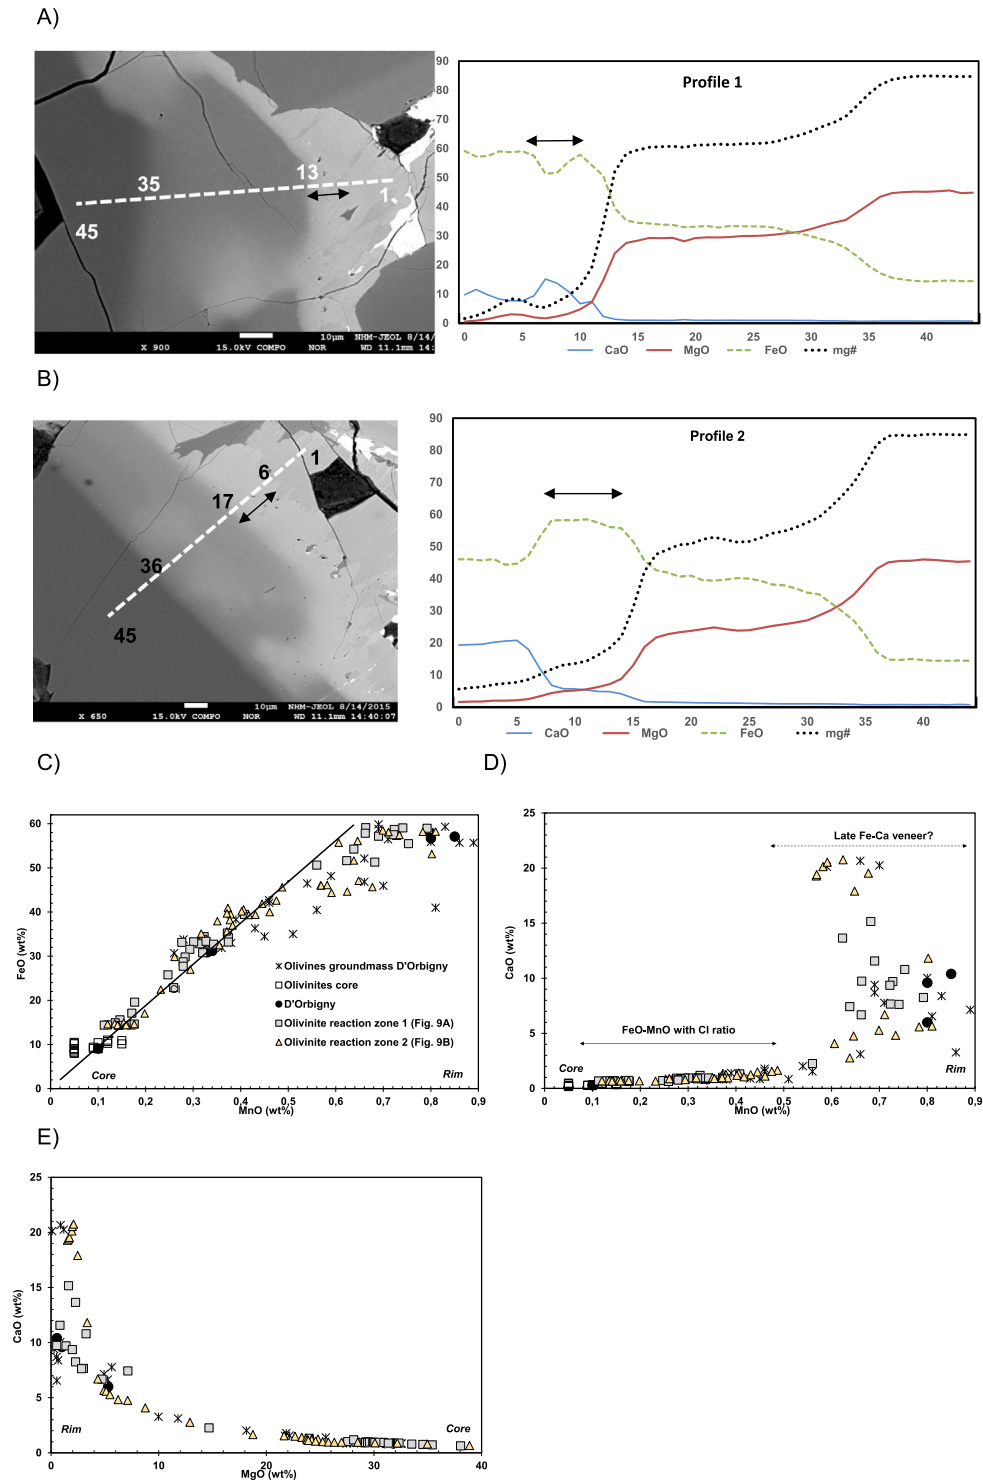 A)
35
13
1
45
10µm NHM-JEOL 8/14/
X 900 15.0kV COMPO NOR WD 11.1mm 14:
Profile 1
90
80
70
60
50
40
30
20
10
0
0 5 10 15 20 25 30 35 40
CaO MgO FeO mg#
B)
1
6
17
36
45
10µm NHM-JEOL 8/14/2015
X 650 15.0kV COMPO NOR WD 11.1mm 14:40:07
Profile 2
90
80
70
60
50
40
30
20
10
0
0 5 10 15 20 25 30 35 40
CaO MgO FeO mg#
C)
FeO (wt%)
60
50
40
30
20
10
0
Olivines groundmass D'Orbigny
Olivinites core
D'Orbigny
Olivinite reaction zone 1 (Fig. 9A)
Olivinite reaction zone 2 (Fig. 9B)
Core Rim
0 0,1 0,2 0,3 0,4 0,5 0,6 0,7 0,8 0,9
MnO (wt%)
D)
CaO (wt%)
25
20
15
10
5
0
Late Fe-Ca veneer?
FeO-MnO with CI ratio
Core Rim
0 0,1 0,2 0,3 0,4 0,5 0,6 0,7 0,8 0,9
MnO (wt%)
E)
CaO (wt%)
25
20
15
10
5
0
Rim Core
0 10 20 30 40
MgO (wt%)